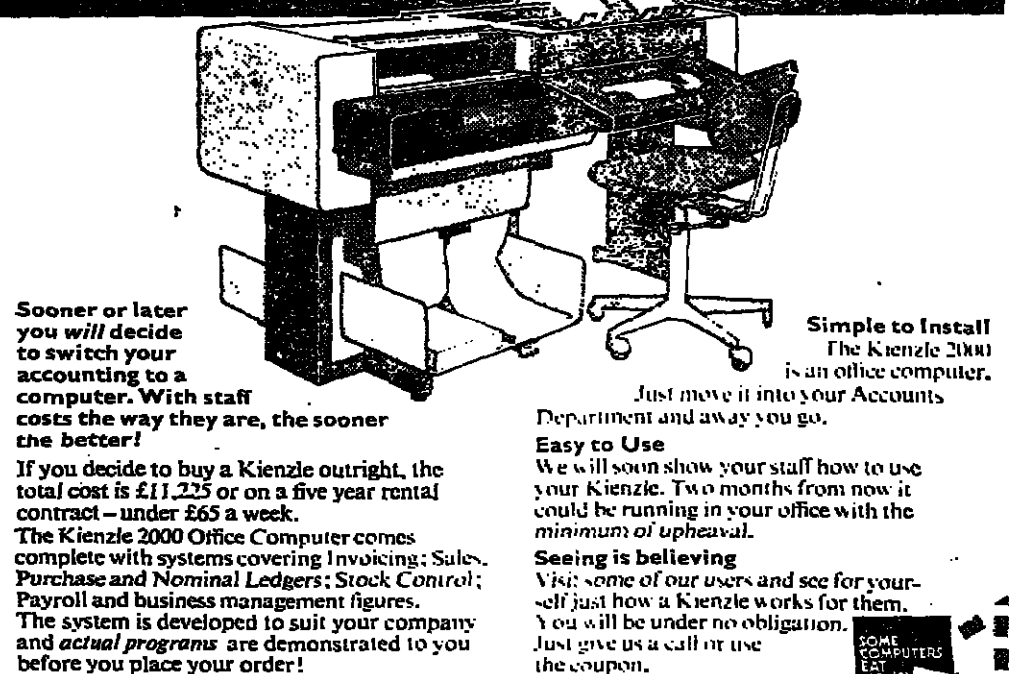 Sooner or later
you will decide
to switch your
accounting to a
computer. With staff
costs the way they are, the sooner
the better!
If you decide to buy a Kienzle outright, the
total cost is £11,225 or on a five year rental
contract – under £65 a week.
The Kienzle 2000 Office Computer comes
complete with systems covering Invoicing; Sales,
Purchase and Nominal Ledgers; Stock Control;
Payroll and business management figures.
The system is developed to suit your company
and actual programs are demonstrated to you
before you place your order!
Simple to Install
The Kienzle 2000
is an office computer.
Just move it into your Accounts
Department and away you go.
Easy to Use
We will soon show your staff how to use
your Kienzle. Two months from now it
could be running in your office with the
minimum of upheaval.
Seeing is believing
Visit some of our users and see for your-
self just how a Kienzle works for them.
You will be under no obligation.
Just give us a call or use
the coupon.
SOME
COMPUTERS
EAT